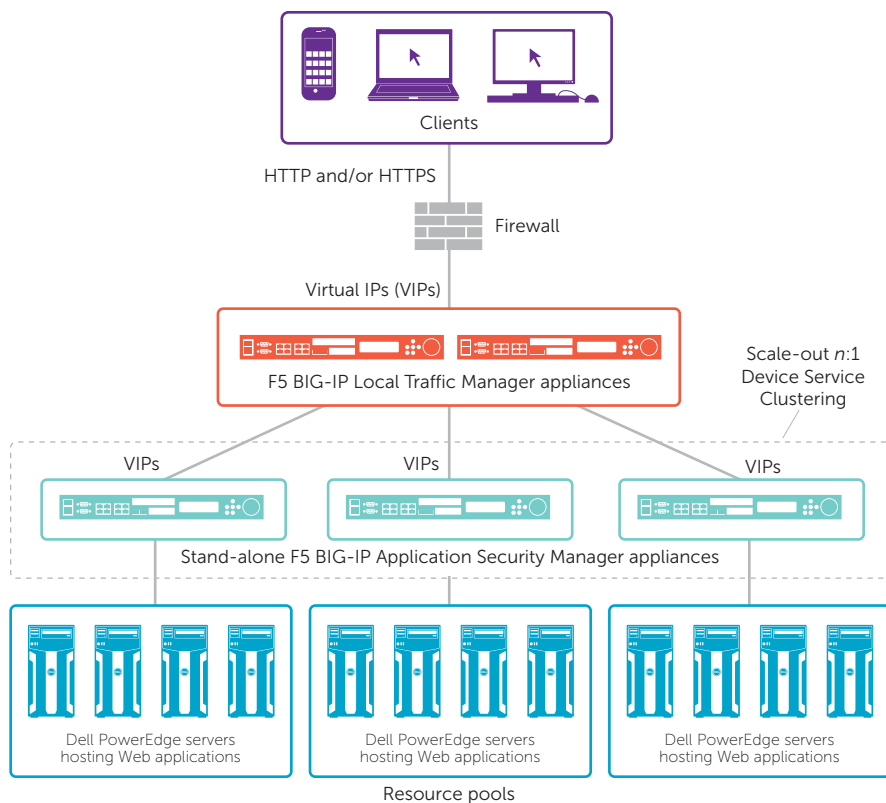 Clients
HTTP and/or HTTPS
Firewall
Virtual IPs (VIPs)
F5 BIG-IP Local Traffic Manager appliances
Scale-out n:1
Device Service
Clustering
VIPs
VIPs
VIPs
Stand-alone F5 BIG-IP Application Security Manager appliances
Dell PowerEdge servers
hosting Web applications
Dell PowerEdge servers
hosting Web applications
Dell PowerEdge servers
hosting Web applications
Resource pools